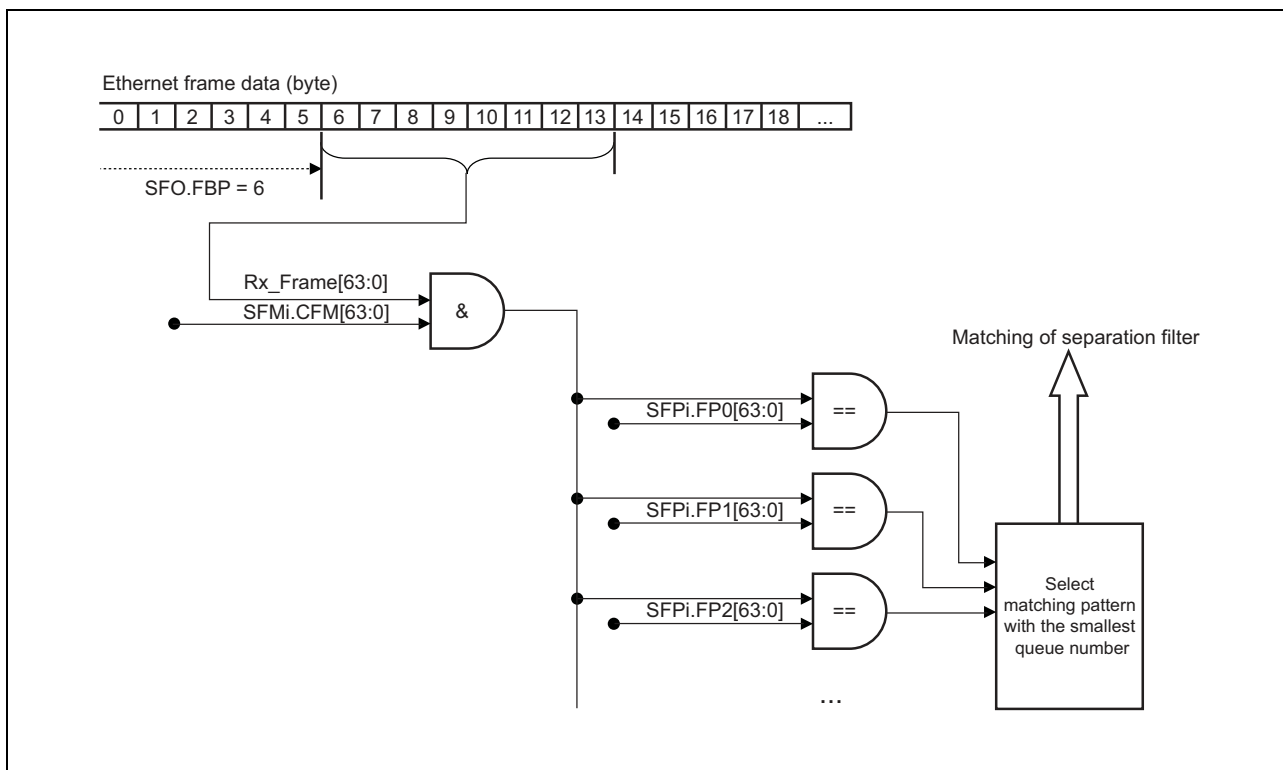 Ethernet frame data (byte)
0 1 2 3 4 5 6 7 8 9 10 11 12 13 14 15 16 17 18 ...
SFO.FBP = 6
Rx_Frame[63:0]
SFMi.CFM[63:0]
&
Matching of separation filter
SFPi.FP0[63:0]
==
SFPi.FP1[63:0]
==
SFPi.FP2[63:0]
==
Select
matching pattern
with the smallest
queue number
...